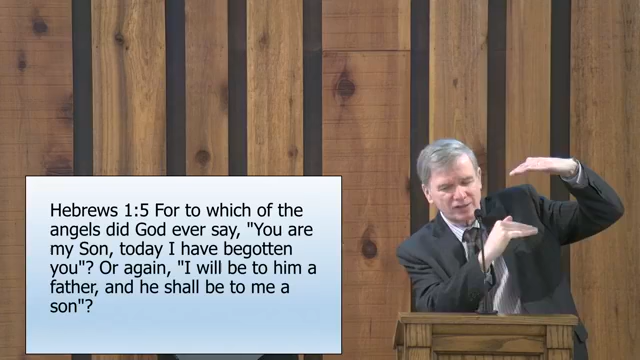 Hebrews 1:5 For to which of the
angels did God ever say, "You are
my Son, today I have begotten
you"? Or again, "I will be to him a
father, and he shall be to me a
son"?